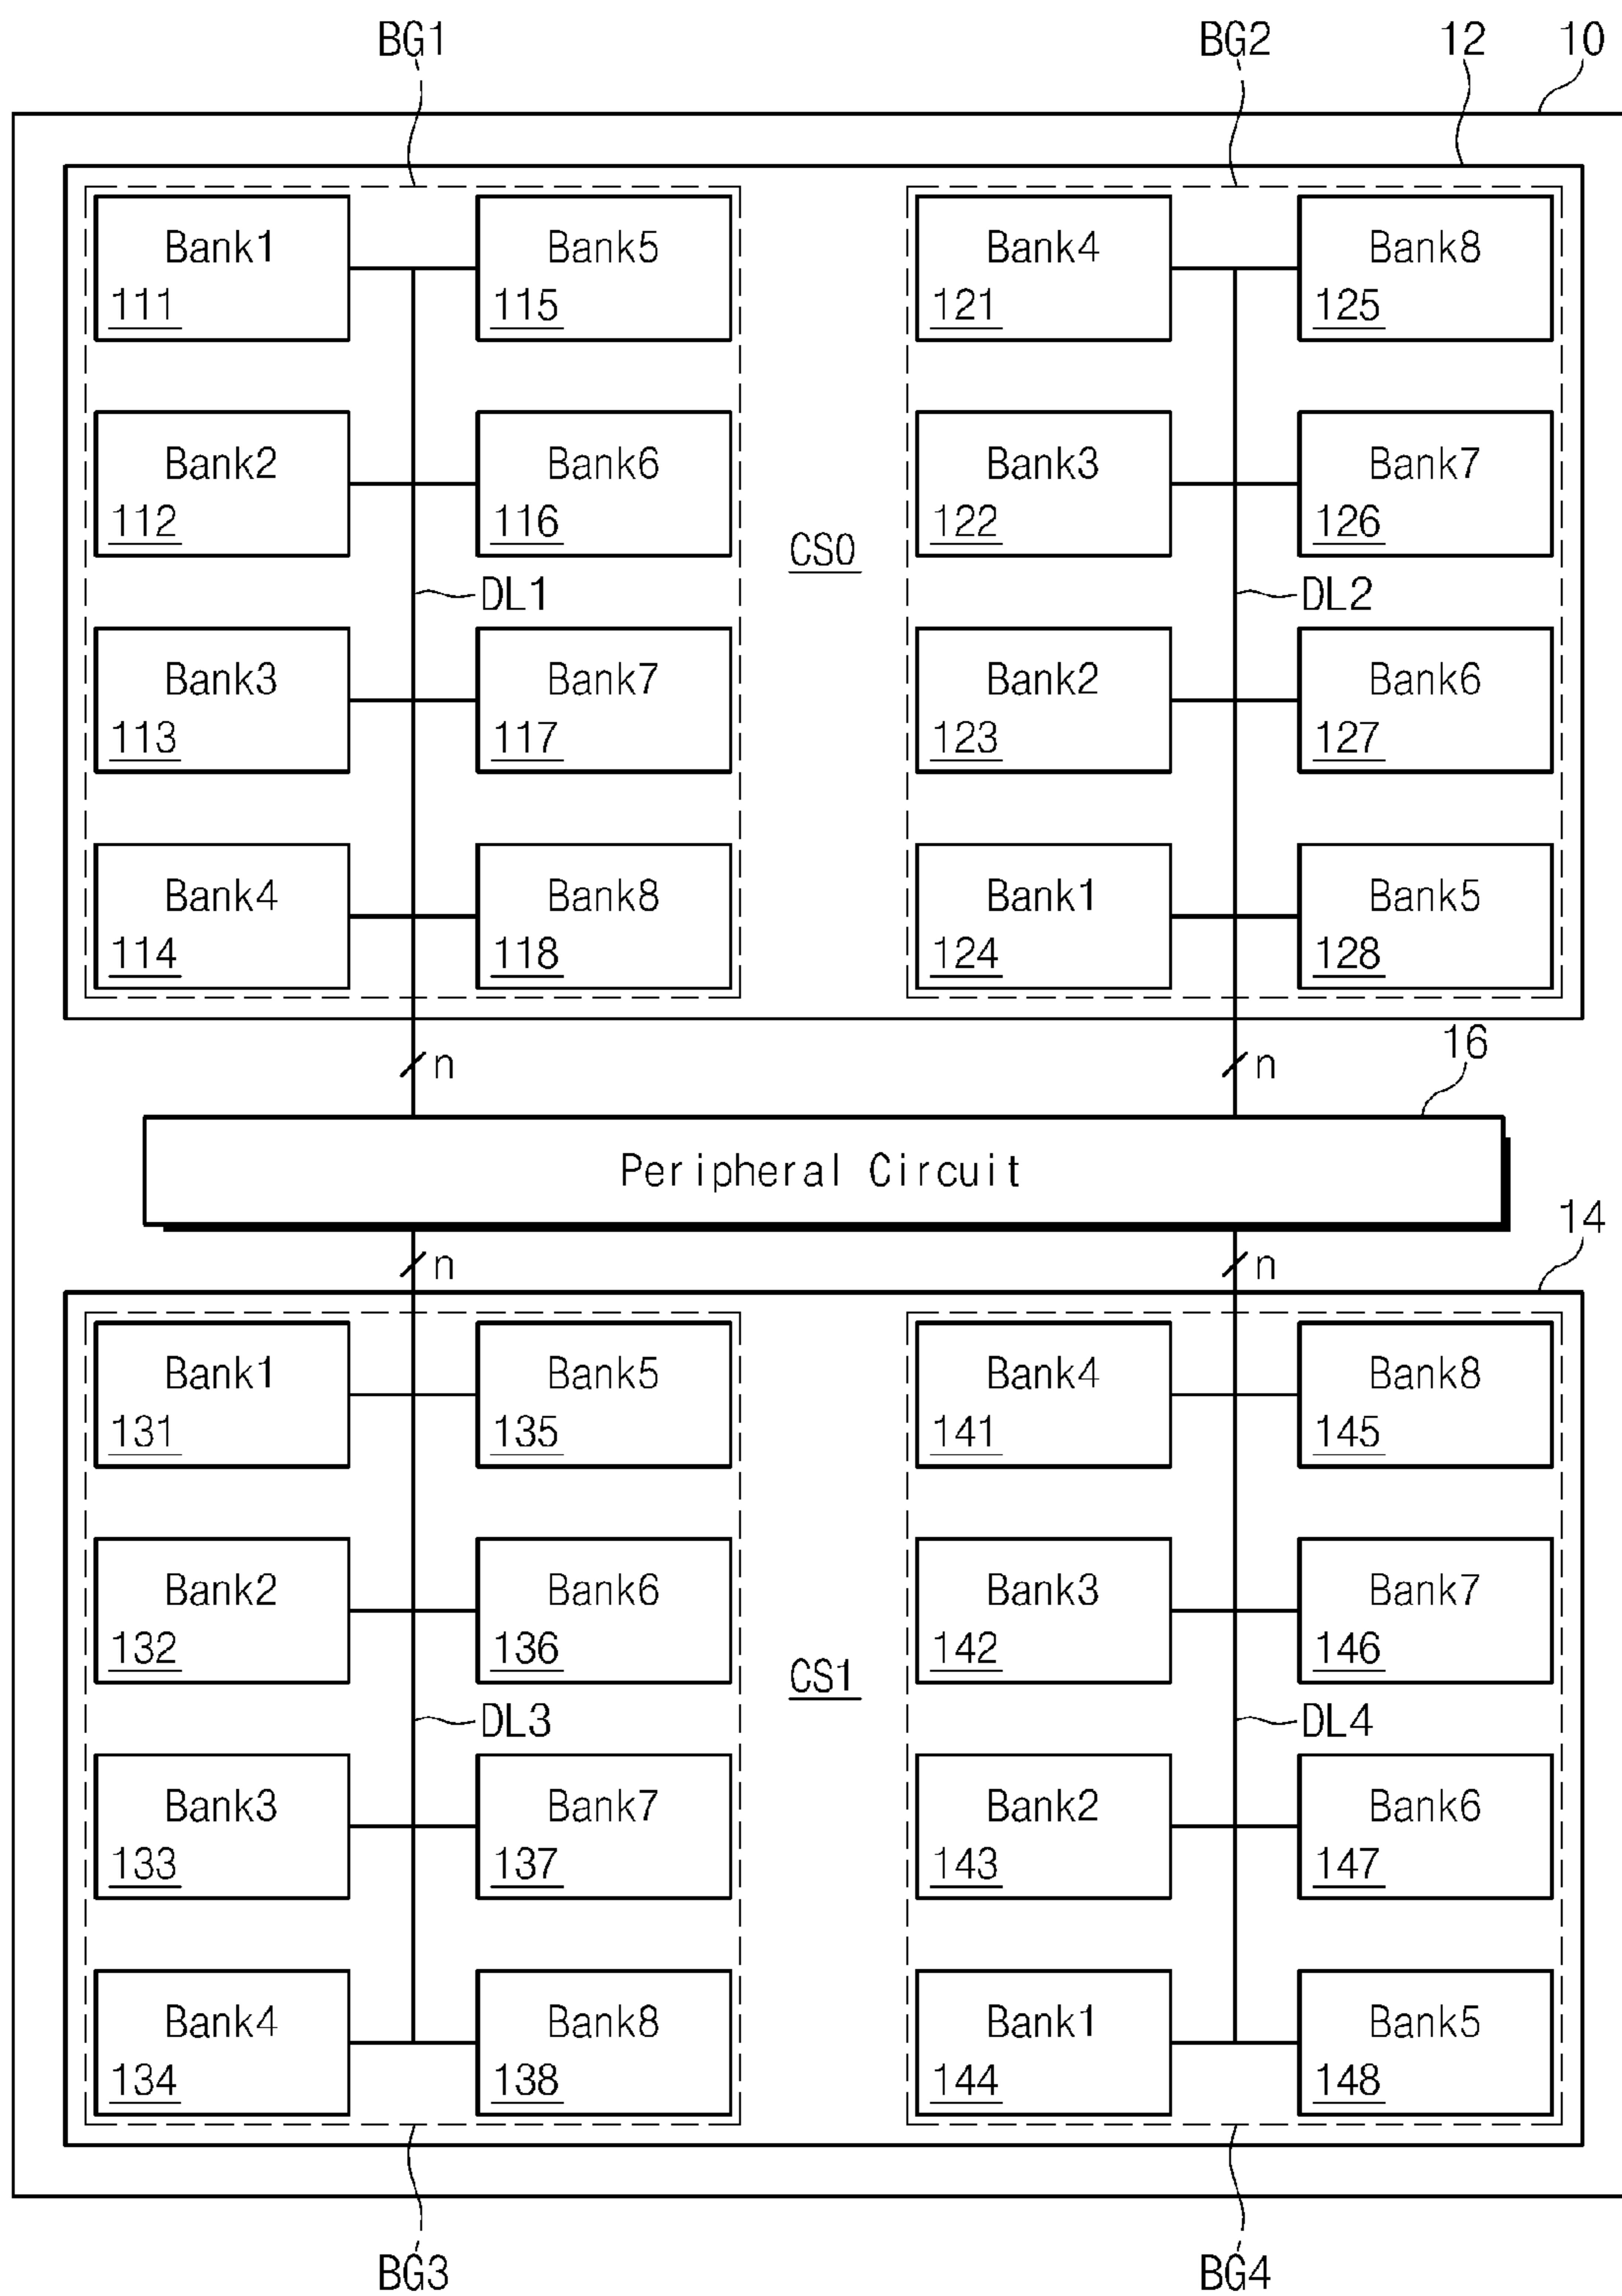 BG1 BG2 12 10
Bank1 Bank5 Bank4 Bank8
111 115 121 125
Bank2 Bank6 Bank3 Bank7
112 116 122 126
CS0
DL1 DL2
Bank3 Bank7 Bank2 Bank6
113 117 123 127
Bank4 Bank8 Bank1 Bank5
114 118 124 128
n n 16
Peripheral Circuit
14
n n
Bank1 Bank5 Bank4 Bank8
131 135 141 145
Bank2 Bank6 Bank3 Bank7
132 136 142 146
CS1
DL3 DL4
Bank3 Bank7 Bank2 Bank6
133 137 143 147
Bank4 Bank8 Bank1 Bank5
134 138 144 148
BG3 BG4